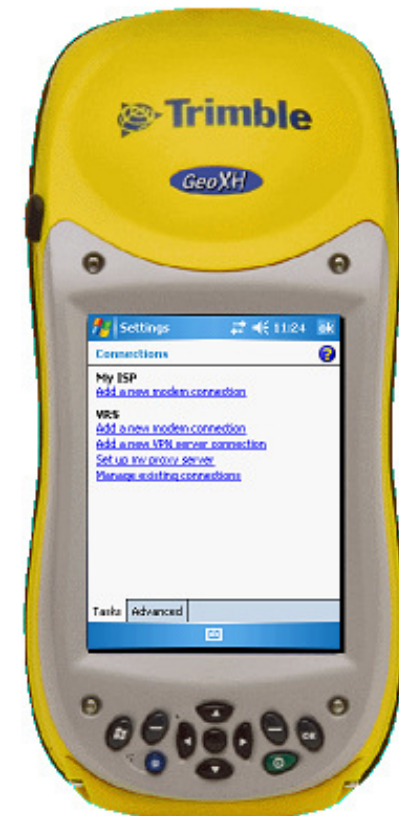 Trimble
GeoXH
Settings 11:24 ok
Connections ?
My ISP
Add a new modem connection
VRS
Add a new modem connection
Add a new VPN server connection
Set up my proxy server
Manage existing connections
Tasks Advanced
OK